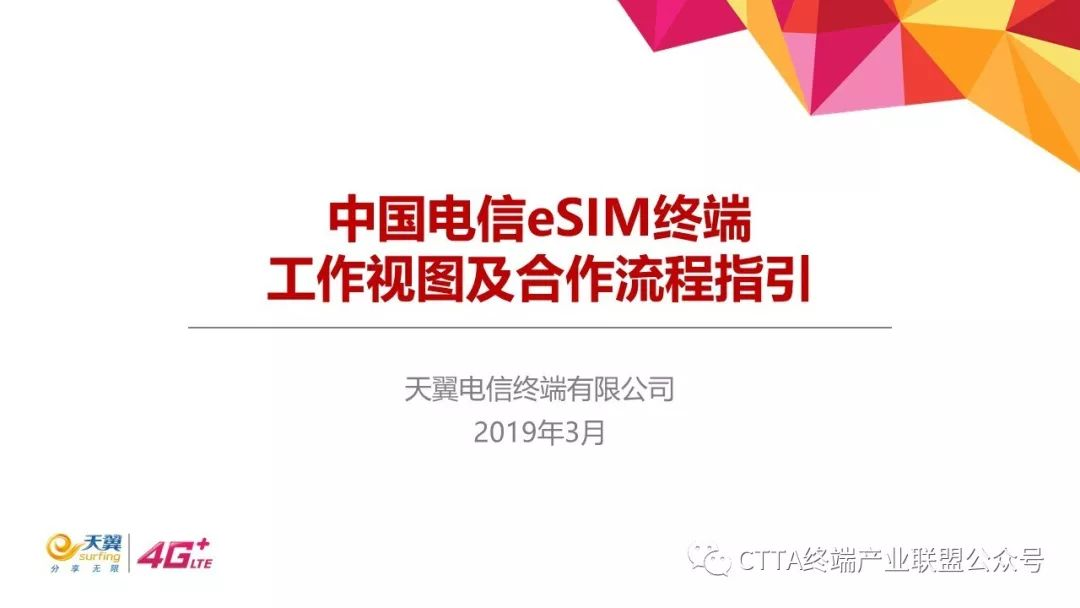 中国电信eSIM终端
工作视图及合作流程指引
天翼电信终端有限公司
2019年3月
天翼
surfing
分享无限
4G+
LTE
CTTA终端产业联盟公众号